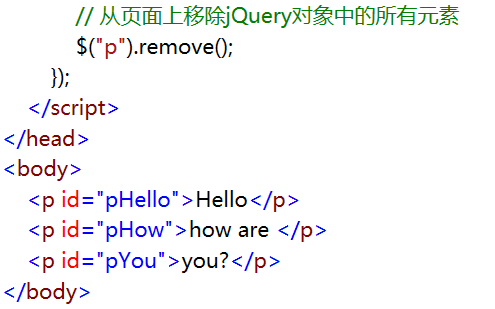 // 从页面上移除jQuery对象中的所有元素
$("p").remove();
});
</script>
</head>
<body>
<p id="pHello">Hello</p>
<p id="pHow">how are </p>
<p id="pYou">you?</p>
</body>